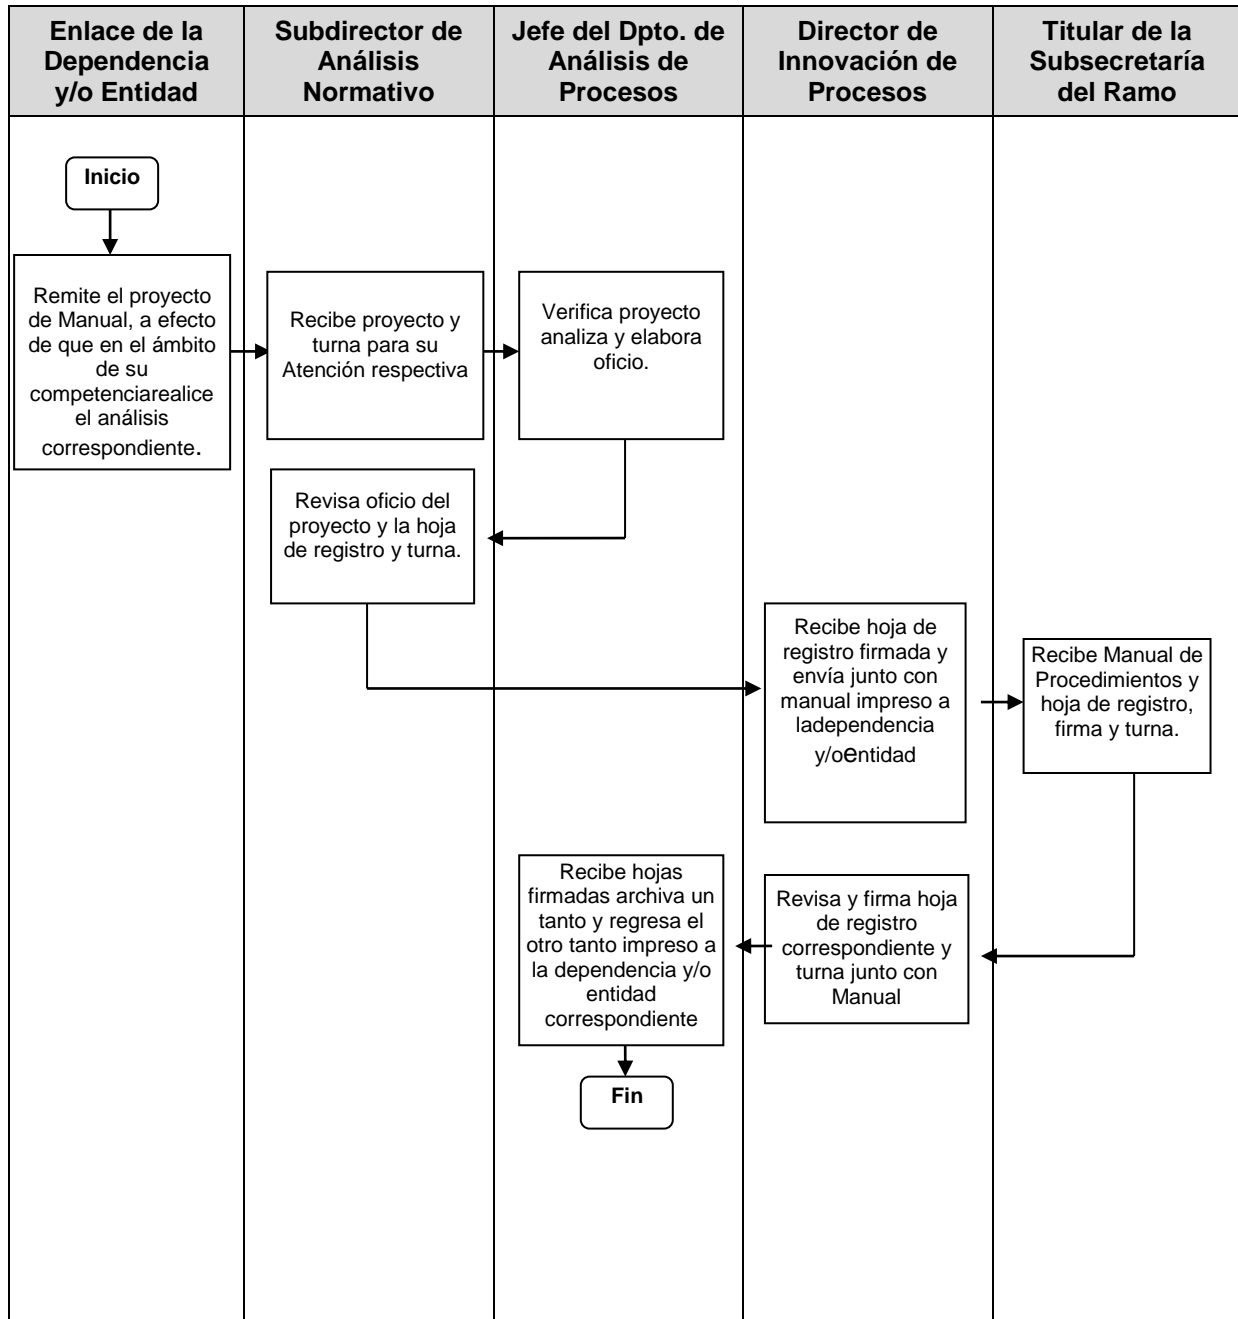 Enlace de la
Dependencia
y/o Entidad
Subdirector de
Análisis
Normativo
Jefe del Dpto. de
Análisis de
Procesos
Director de
Innovación de
Procesos
Titular de la
Subsecretaría
del Ramo
Inicio
Remite el proyecto
de Manual, a efecto
de que en el ámbito
de su
competenciarealice
el análisis
correspondiente.
Recibe proyecto y
turna para su
Atención respectiva
Verifica proyecto
analiza y elabora
oficio.
Revisa oficio del
proyecto y la hoja
de registro y turna.
Recibe hoja de
registro firmada y
envía junto con
manual impreso a
ladependencia
y/oentidad
Recibe Manual de
Procedimientos y
hoja de registro,
firma y turna.
Revisa y firma hoja
de registro
correspondiente y
turna junto con
Manual
Recibe hojas
firmadas archiva un
tanto y regresa el
otro tanto impreso a
la dependencia y/o
entidad
correspondiente
Fin